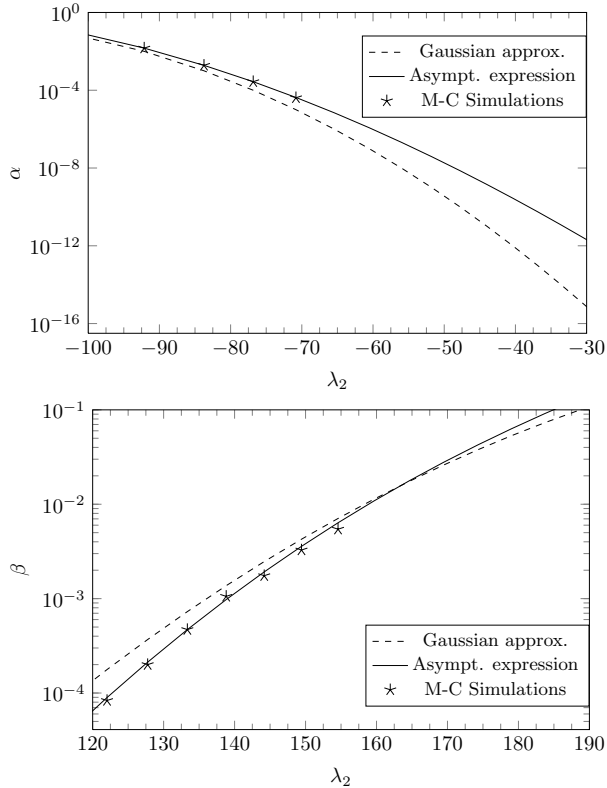 10^0
10^−4
10^−8
10^−12
10^−16
α
Gaussian approx.
Asympt. expression
M-C Simulations
−100 −90 −80 −70 −60 −50 −40 −30
λ_2
10^−1
10^−2
10^−3
10^−4
β
Gaussian approx.
Asympt. expression
M-C Simulations
120 130 140 150 160 170 180 190
λ_2